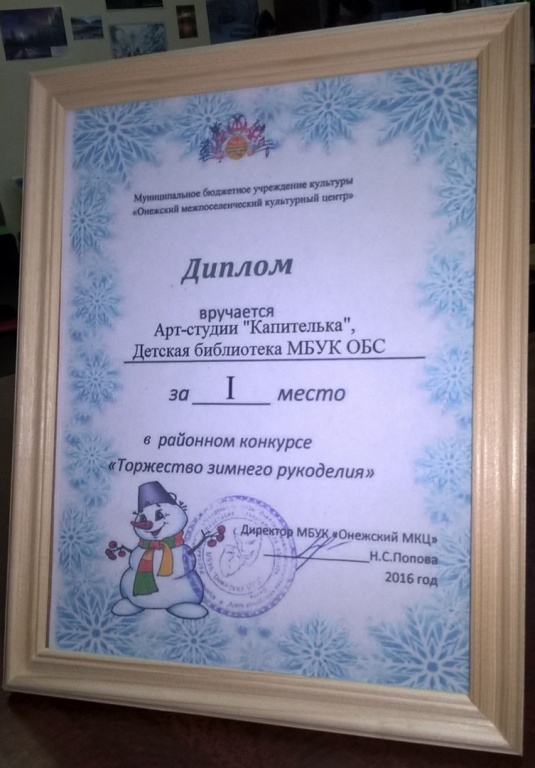 Муниципальное бюджетное учреждение культуры
«Онежский межпоселенческий культурный центр»
Диплом
вручается
Арт-студии "Капителька",
Детская библиотека МБУК ОБС
за I место
в районном конкурсе
«Торжество зимнего рукоделия»
Директор МБУК «Онежский МКЦ»
Н.С.Попова
2016 год